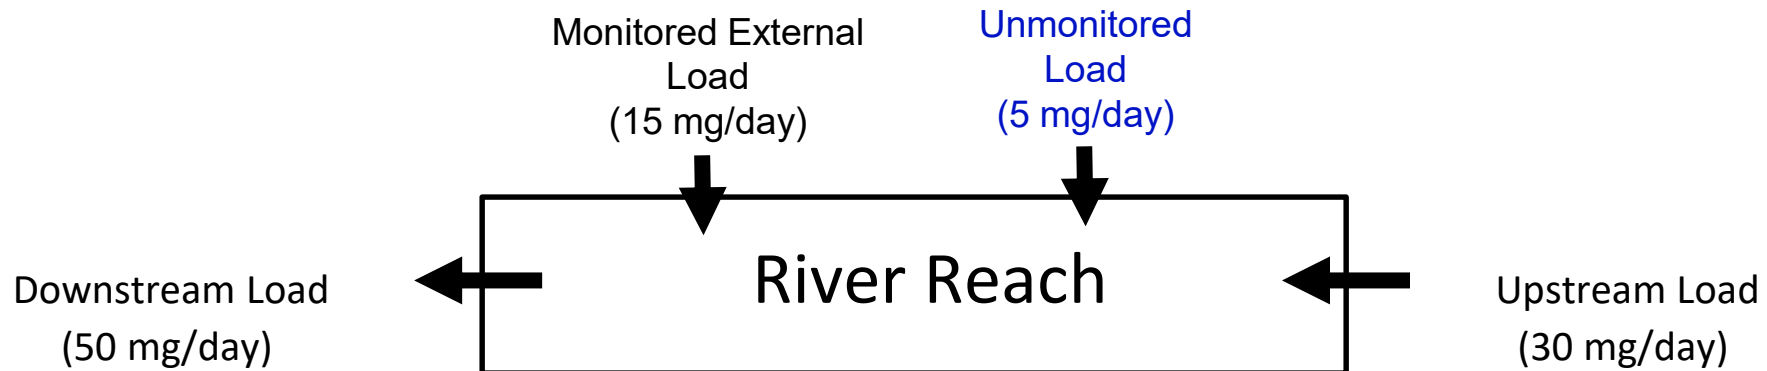 Monitored External
Load
(15 mg/day)
Unmonitored
Load
(5 mg/day)
River Reach
Downstream Load
(50 mg/day)
Upstream Load
(30 mg/day)